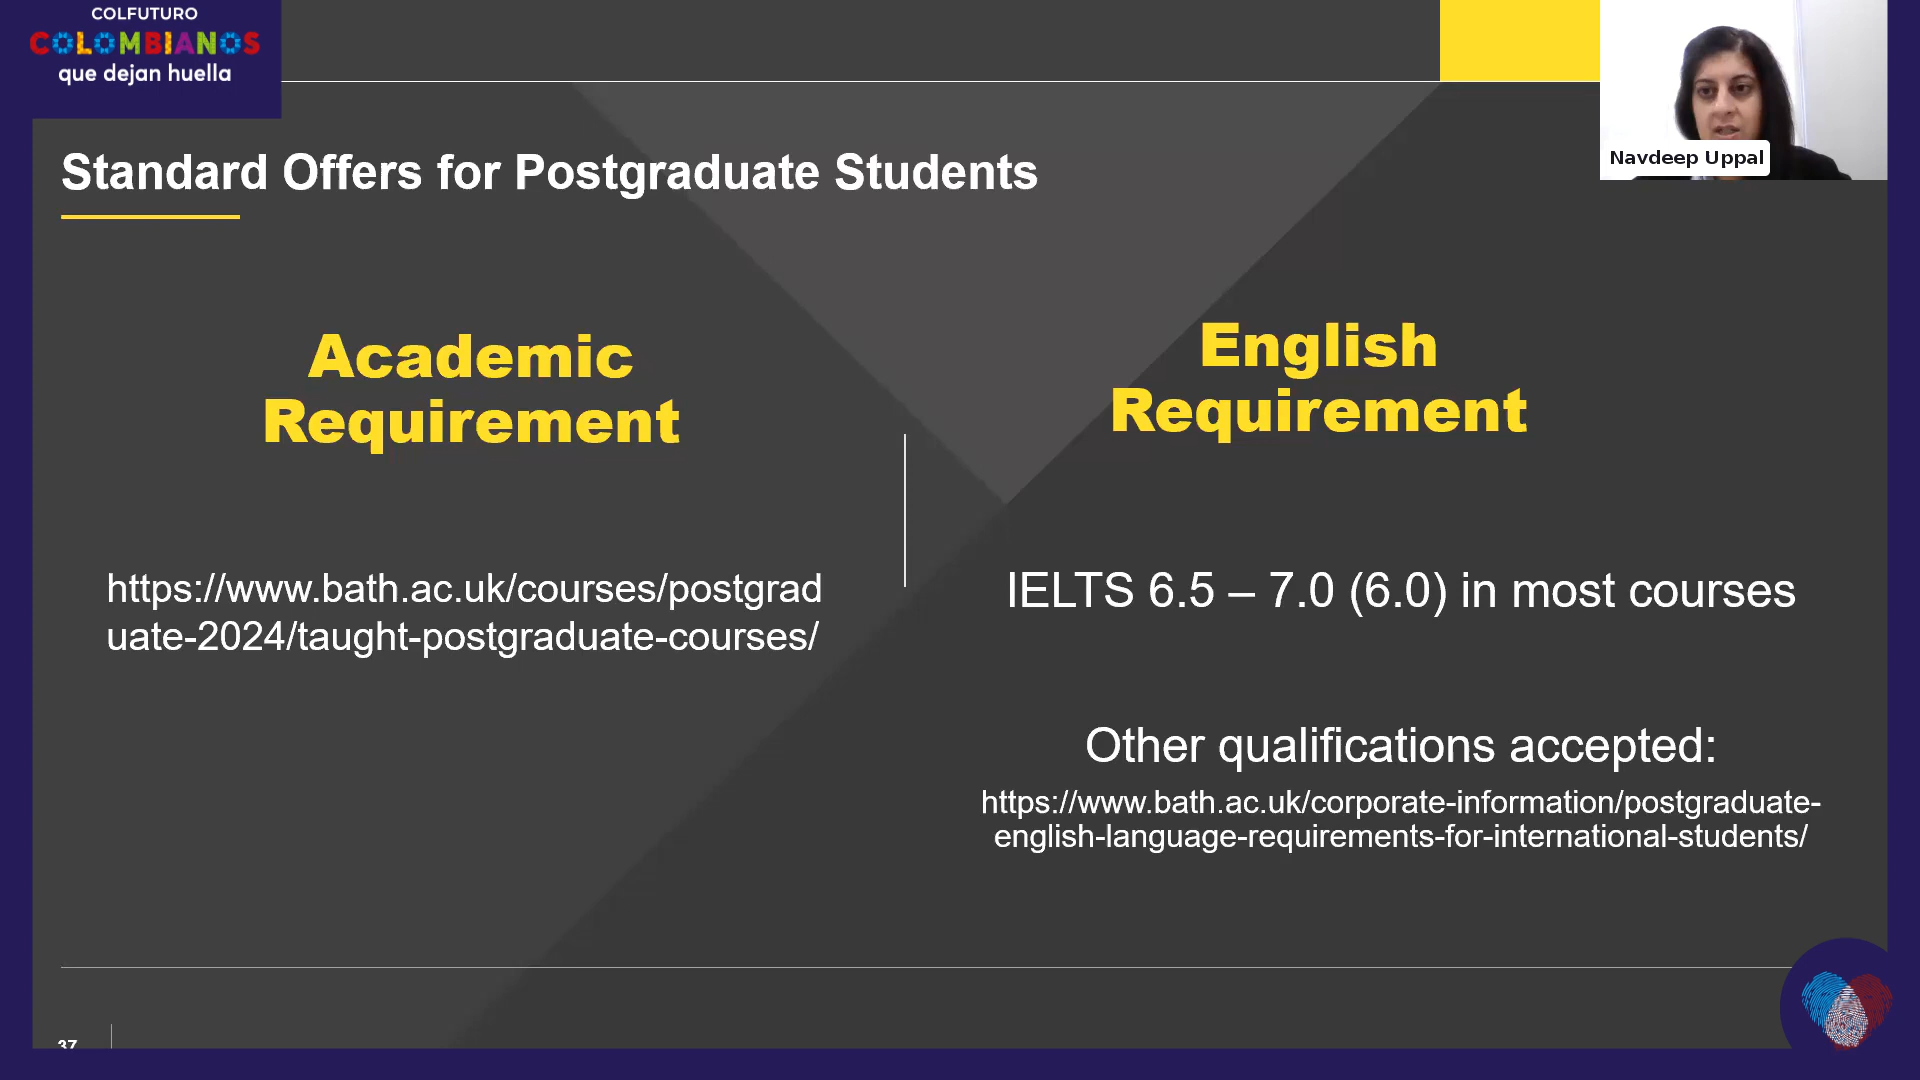 COLFUTURO
COLOMBIANOS
que dejan huella
Navdeep Uppal
Standard Offers for Postgraduate Students
Academic
Requirement
https://www.bath.ac.uk/courses/postgrad
uate-2024/taught-postgraduate-courses/
English
Requirement
IELTS 6.5 – 7.0 (6.0) in most courses
Other qualifications accepted:
https://www.bath.ac.uk/corporate-information/postgraduate-
english-language-requirements-for-international-students/
37